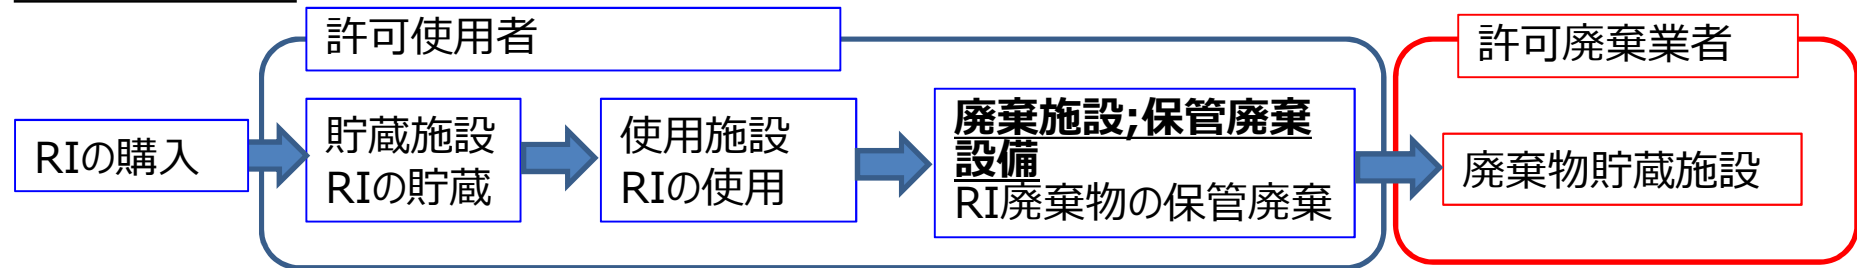 許可使用者
許可廃棄業者
RIの購入
貯蔵施設
RIの貯蔵
使用施設
RIの使用
廃棄施設;保管廃棄
設備
RI廃棄物の保管廃棄
廃棄物貯蔵施設